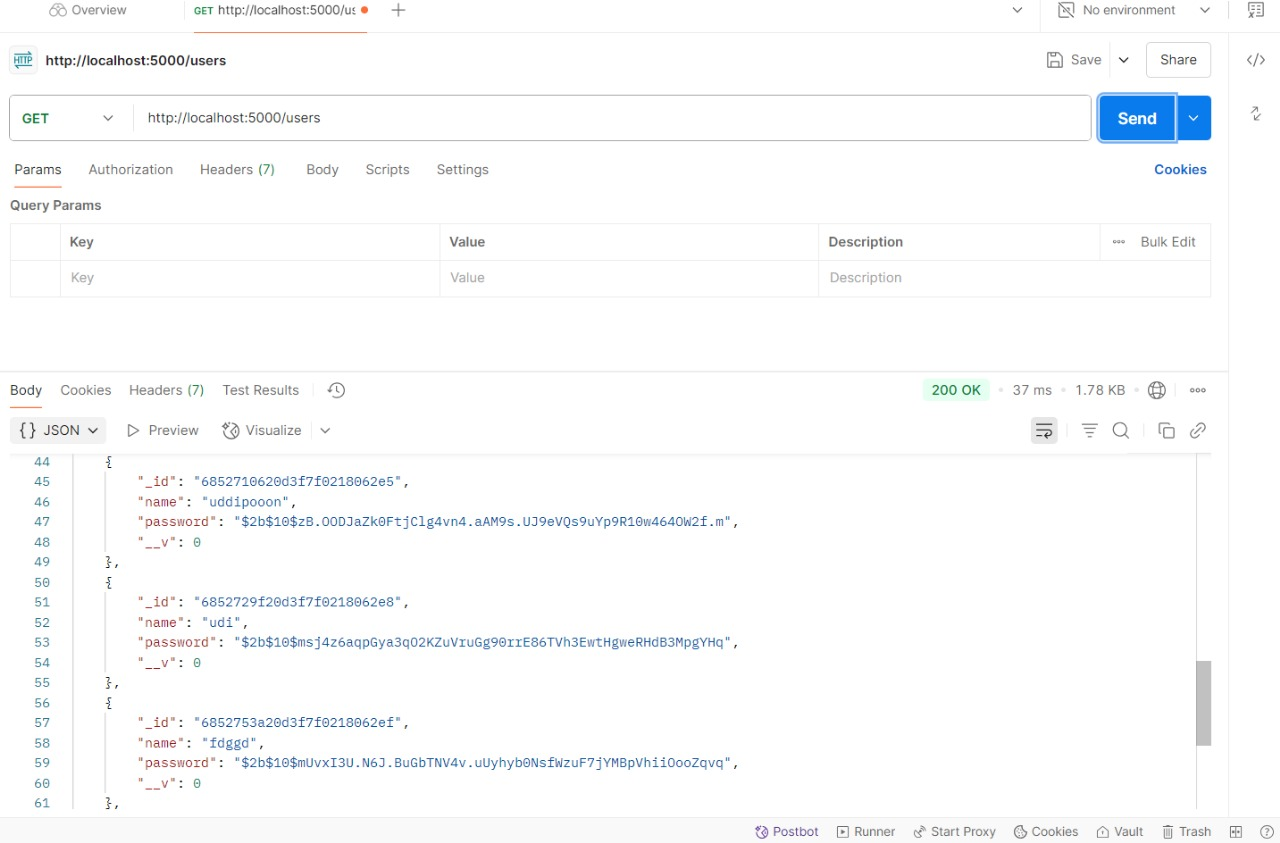 Overview
GET http://localhost:5000/us
No environment
HTTP http://localhost:5000/users
Save
Share
GET
http://localhost:5000/users
Send
Params Authorization Headers (7) Body Scripts Settings Cookies
Query Params
Key Value Description Bulk Edit
Key Value Description
Body Cookies Headers (7) Test Results 200 OK 37 ms 1.78 KB
{} JSON Preview Visualize
44 {
45 "_id": "6852710620d3f7f0218062e5",
46 "name": "uddipooon",
47 "password": "$2b$10$zB.OODJaZk0FtjClg4vn4.aAM9s.UJ9eVQs9uYp9R10w464OW2f.m",
48 "__v": 0
49 },
50 {
51 "_id": "6852729f20d3f7f0218062e8",
52 "name": "udi",
53 "password": "$2b$10$msj4z6aqpGya3qO2KZuVruGg90rrE86TVh3EwtHgweRHdB3MpgYHq",
54 "__v": 0
55 },
56 {
57 "_id": "6852753a20d3f7f0218062ef",
58 "name": "fdggd",
59 "password": "$2b$10$mUvxI3U.N6J.BuGbTNV4v.uUyhyb0NsfWzuF7jYMBpVhiiOooZqvq",
60 "__v": 0
61 },
Postbot Runner Start Proxy Cookies Vault Trash